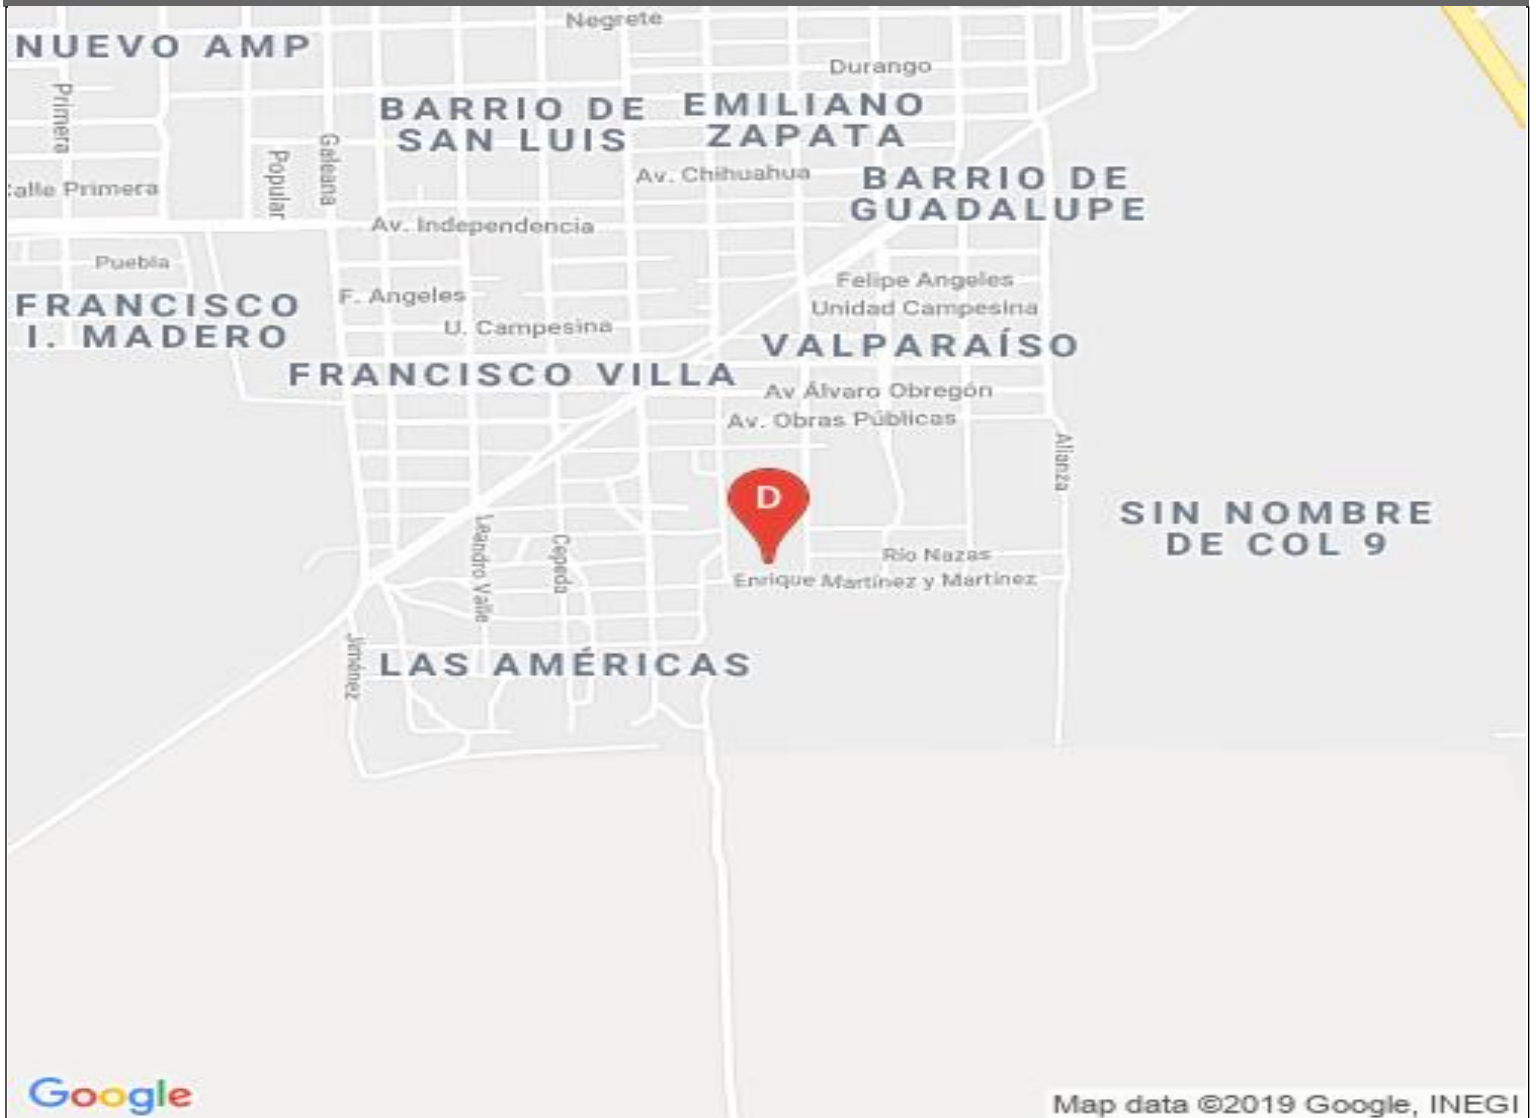 Negrete
NUEVO AMP
Durango
Primera
BARRIO DE
SAN LUIS
EMILIANO
ZAPATA
Galeana
Popular
Av. Chihuahua
BARRIO DE
GUADALUPE
Calle Primera
Av. Independencia
Puebla
Felipe Angeles
F. Angeles
FRANCISCO
I. MADERO
Unidad Campesina
U. Campesina
VALPARAÍSO
FRANCISCO VILLA
Av Álvaro Obregón
Av. Obras Públicas
Alianza
D
SIN NOMBRE
DE COL 9
Leandro Valle
Cepeda
Río Nazas
Enrique Martínez y Martínez
Jiménez
LAS AMÉRICAS
Google
Map data ©2019 Google, INEGI